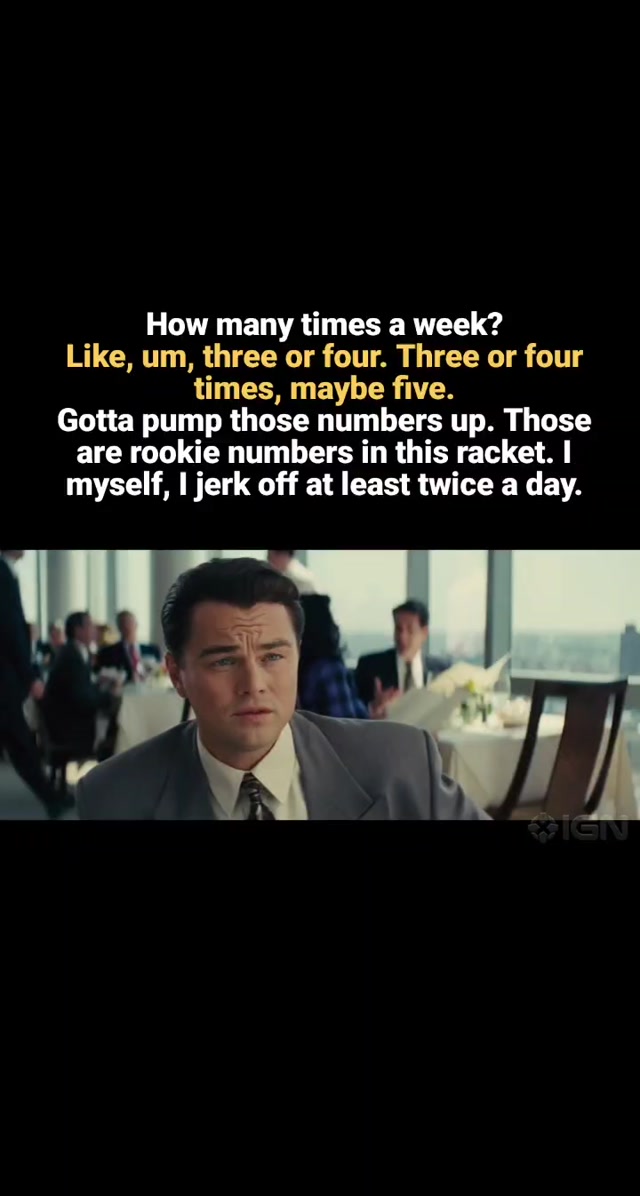 How many times a week?
Like, um, three or four. Three or four
times, maybe five.
Gotta pump those numbers up. Those
are rookie numbers in this racket. I
myself, I jerk off at least twice a day.
IGN